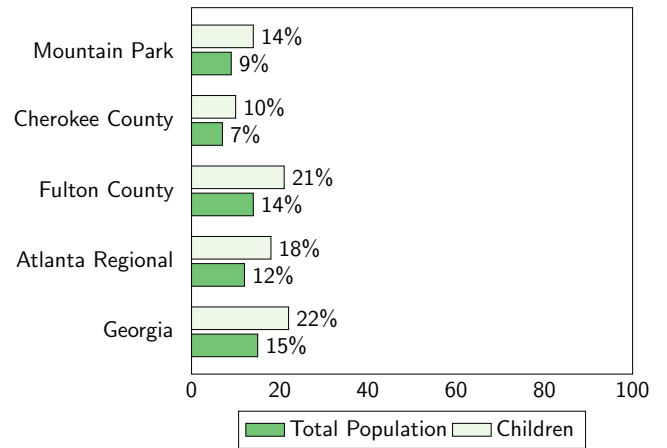 Mountain Park
14%
9%
Cherokee County
10%
7%
Fulton County
21%
14%
Atlanta Regional
18%
12%
Georgia
22%
15%
0 20 40 60 80 100
Total Population Children